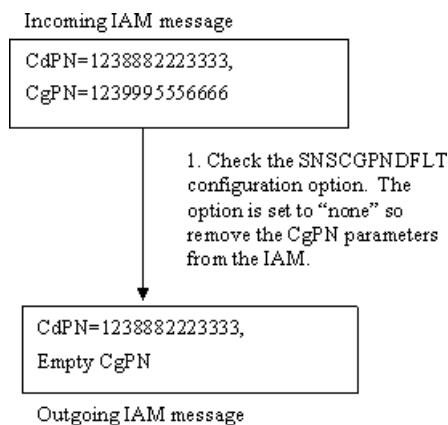 Incoming IAM message
CdPN=1238882223333,
CgPN=1239995556666
1. Check the SNSCGPNDFLT
configuration option. The
option is set to “none” so
remove the CgPN parameters
from the IAM.
CdPN=1238882223333,
Empty CgPN
Outgoing IAM message